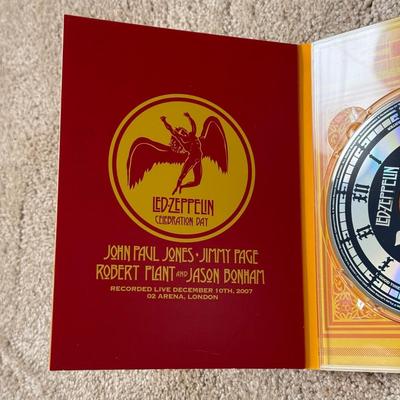 LED-ZEPPELIN
CELEBRATION DAY
JOHN PAUL JONES · JIMMY PAGE
ROBERT PLANT AND JASON BONHAM
RECORDED LIVE DECEMBER 10TH, 2007
O2 ARENA, LONDON
LED-ZEPPELIN